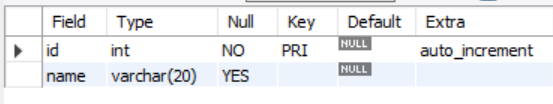 Field Type Null Key Default Extra
id int NO PRI NULL auto_increment
name varchar(20) YES NULL